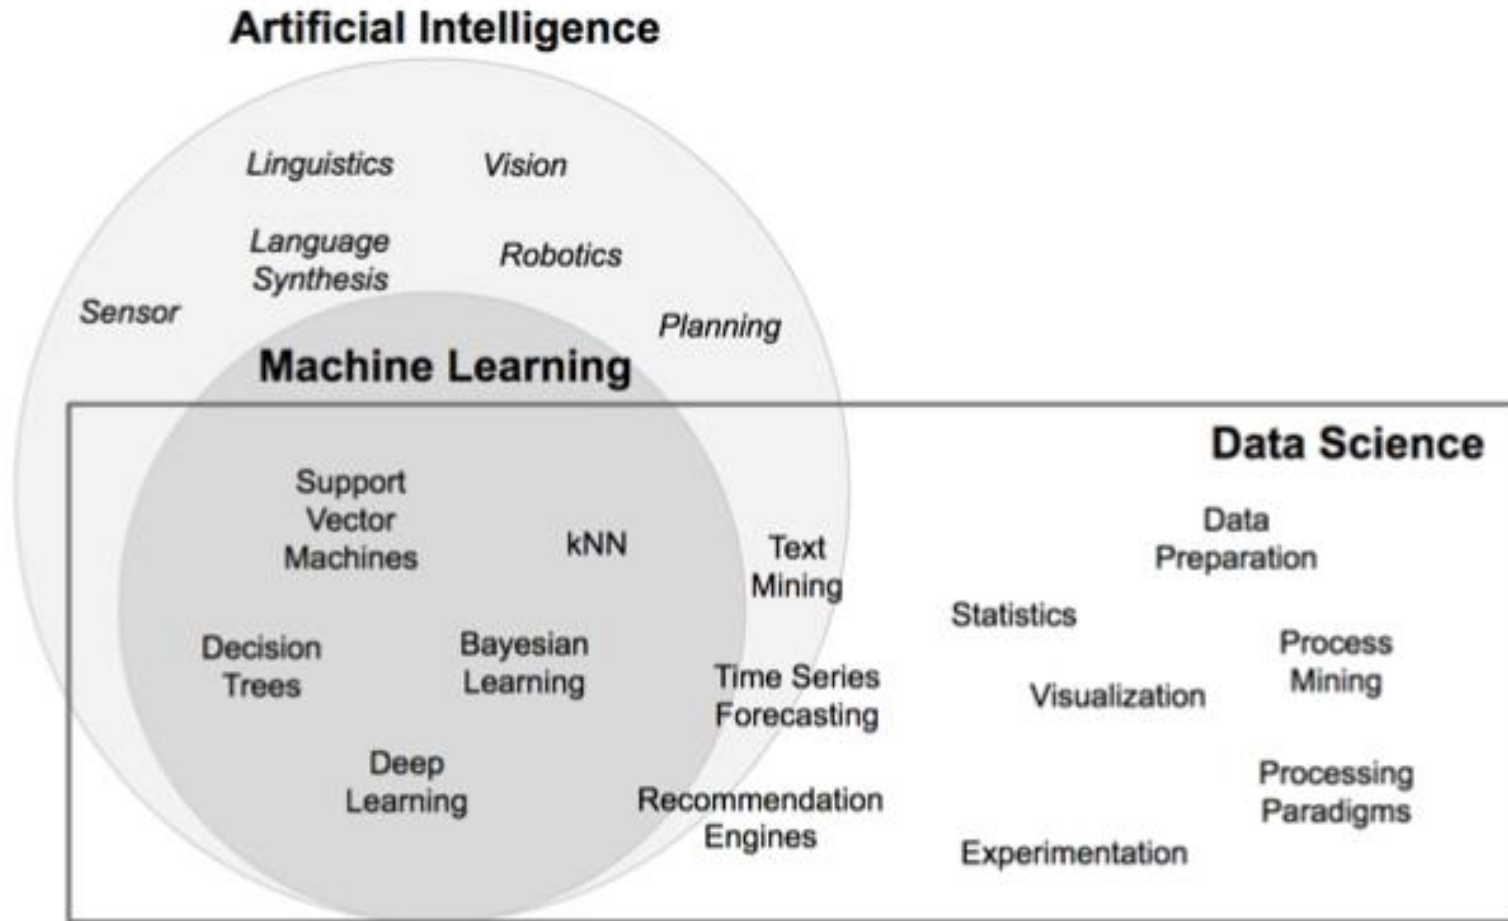 Artificial Intelligence
Linguistics
Vision
Language
Synthesis
Robotics
Sensor
Planning
Machine Learning
Data Science
Support
Vector
Machines
kNN
Text
Mining
Data
Preparation
Statistics
Decision
Trees
Bayesian
Learning
Time Series
Forecasting
Visualization
Process
Mining
Deep
Learning
Recommendation
Engines
Processing
Paradigms
Experimentation